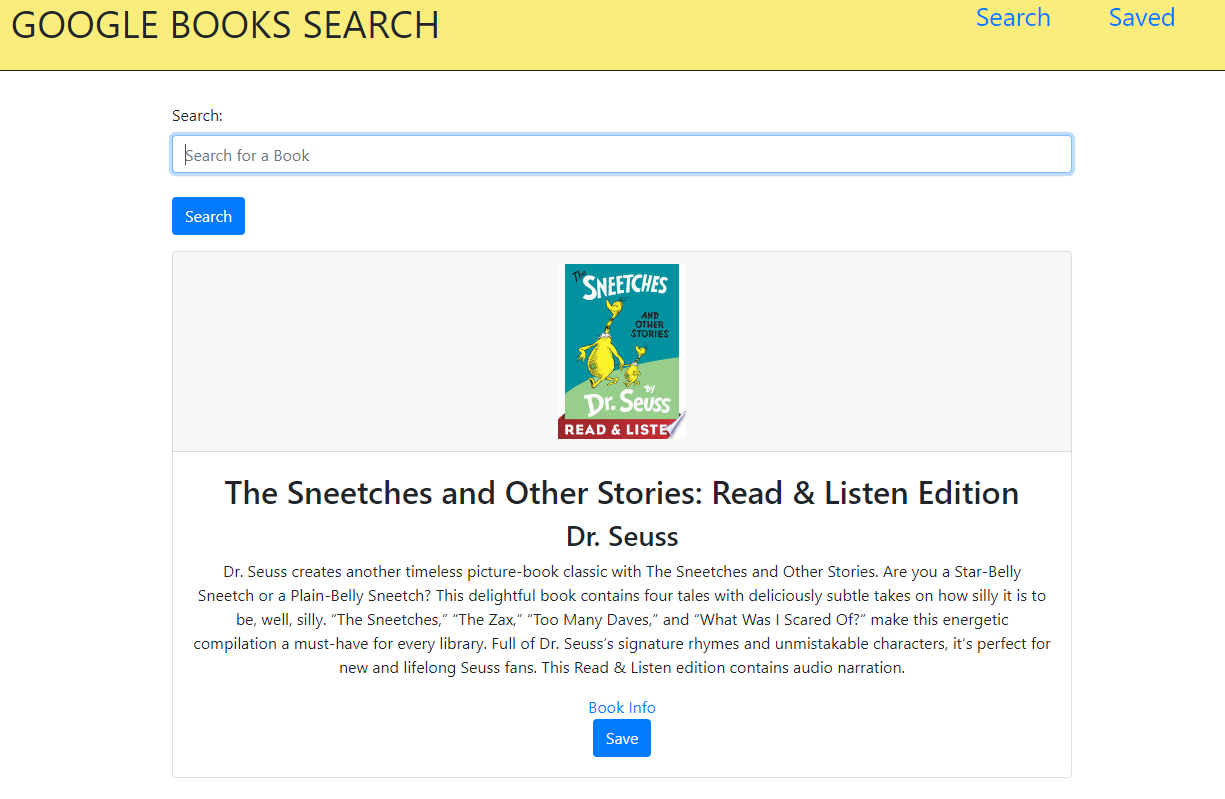 GOOGLE BOOKS SEARCH
Search Saved
Search:
Search for a Book
Search
The
SNEETCHES
AND
OTHER
STORIES
BY
Dr. Seuss
READ & LISTE
The Sneetches and Other Stories: Read & Listen Edition
Dr. Seuss
Dr. Seuss creates another timeless picture-book classic with The Sneetches and Other Stories. Are you a Star-Belly
Sneetch or a Plain-Belly Sneetch? This delightful book contains four tales with deliciously subtle takes on how silly it is to
be, well, silly. “The Sneetches,” “The Zax,” “Too Many Daves,” and “What Was I Scared Of?” make this energetic
compilation a must-have for every library. Full of Dr. Seuss’s signature rhymes and unmistakable characters, it’s perfect for
new and lifelong Seuss fans. This Read & Listen edition contains audio narration.
Book Info
Save